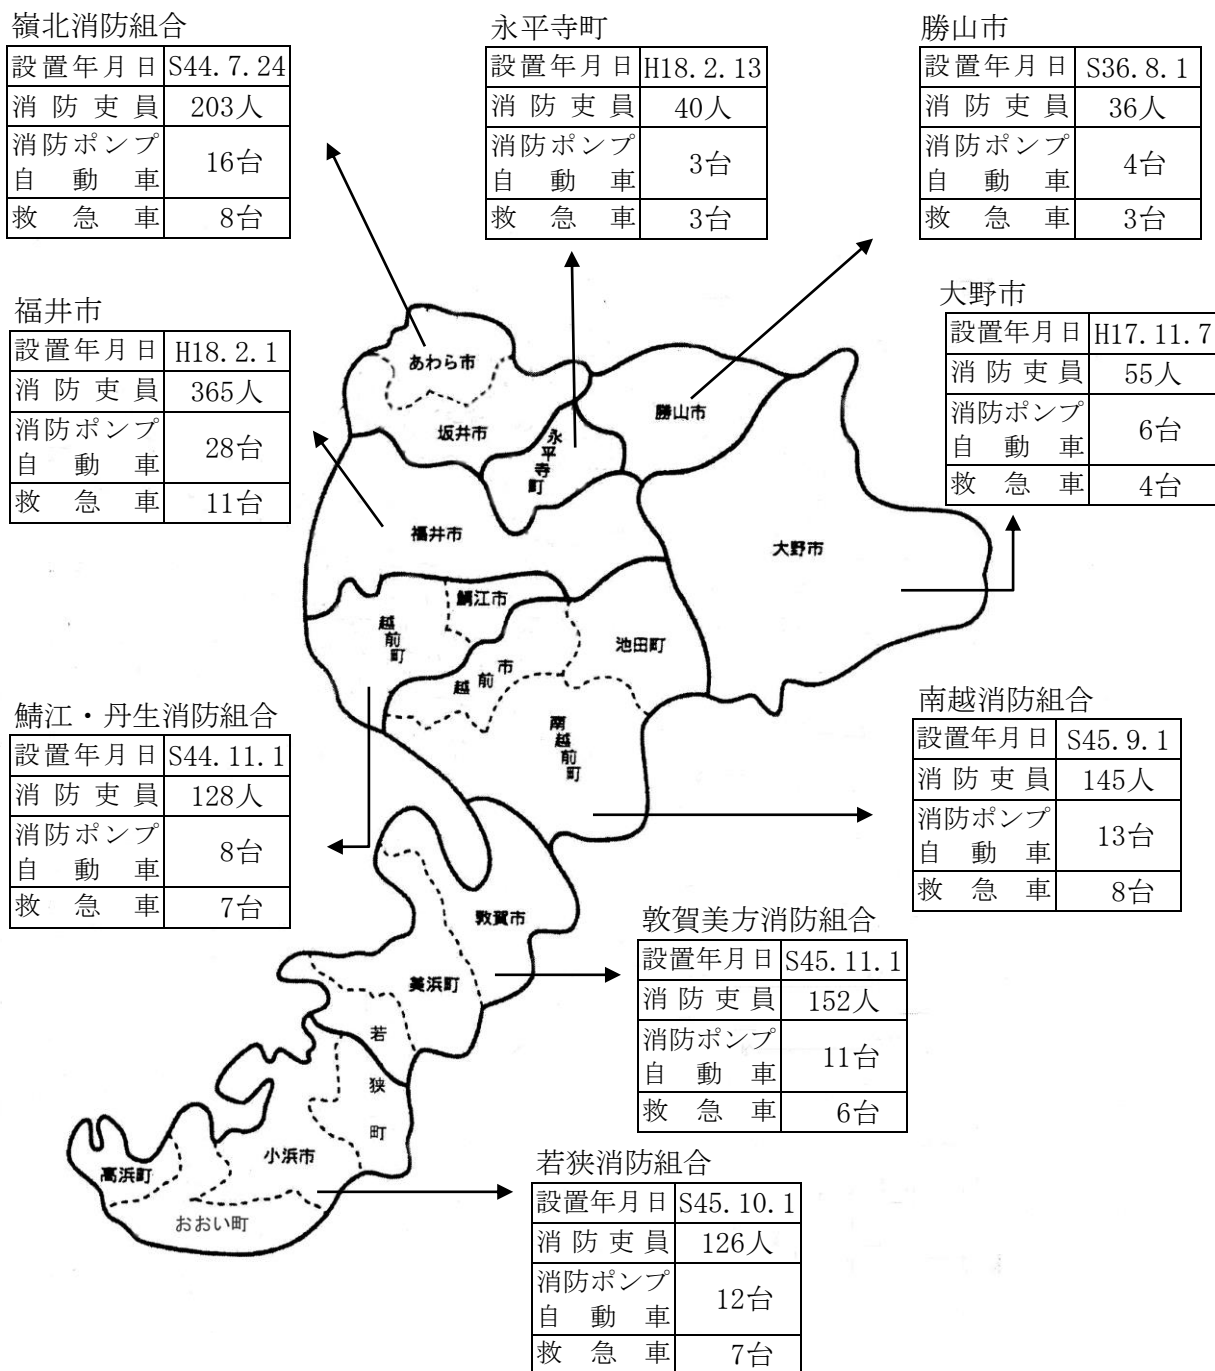 嶺北消防組合
設置年月日 S44.7.24
消防吏員 203人
消防ポンプ
自動車 16台
救急車 8台
永平寺町
設置年月日 H18.2.13
消防吏員 40人
消防ポンプ
自動車 3台
救急車 3台
勝山市
設置年月日 S36.8.1
消防吏員 36人
消防ポンプ
自動車 4台
救急車 3台
福井市
設置年月日 H18.2.1
消防吏員 365人
消防ポンプ
自動車 28台
救急車 11台
大野市
設置年月日 H17.11.7
消防吏員 55人
消防ポンプ
自動車 6台
救急車 4台
あわら市
坂井市
永平寺町
勝山市
福井市
大野市
鯖江市
越前町
越前市
池田町
南越前町
鯖江・丹生消防組合
設置年月日 S44.11.1
消防吏員 128人
消防ポンプ
自動車 8台
救急車 7台
南越消防組合
設置年月日 S45.9.1
消防吏員 145人
消防ポンプ
自動車 13台
救急車 8台
敦賀市
美浜町
若狭町
敦賀美方消防組合
設置年月日 S45.11.1
消防吏員 152人
消防ポンプ
自動車 11台
救急車 6台
小浜市
高浜町
おおい町
若狭消防組合
設置年月日 S45.10.1
消防吏員 126人
消防ポンプ
自動車 12台
救急車 7台